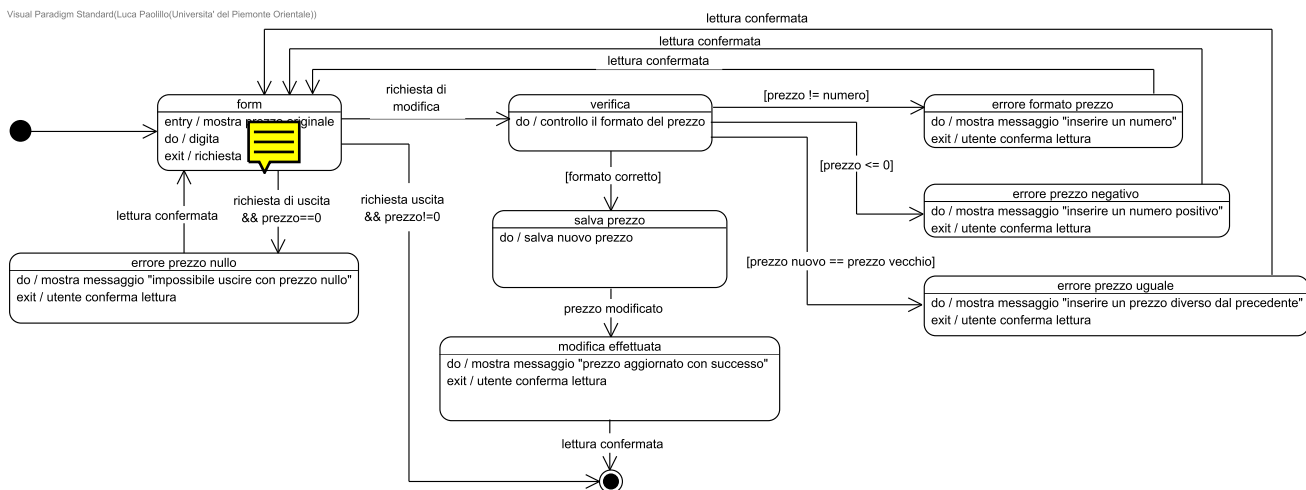 Visual Paradigm Standard(Luca Paolillo(Universita' del Piemonte Orientale))
lettura confermata
lettura confermata
lettura confermata
form
entry / mostra prezzo originale
do / digita
exit / richiesta
richiesta di
modifica
verifica
do / controllo il formato del prezzo
[prezzo != numero]
errore formato prezzo
do / mostra messaggio "inserire un numero"
exit / utente conferma lettura
[prezzo <= 0]
errore prezzo negativo
do / mostra messaggio "inserire un numero positivo"
exit / utente conferma lettura
[formato corretto]
lettura confermata
richiesta di uscita
&& prezzo==0
richiesta uscita
&& prezzo!=0
salva prezzo
do / salva nuovo prezzo
[prezzo nuovo == prezzo vecchio]
errore prezzo uguale
do / mostra messaggio "inserire un prezzo diverso dal precedente"
exit / utente conferma lettura
errore prezzo nullo
do / mostra messaggio "impossibile uscire con prezzo nullo"
exit / utente conferma lettura
prezzo modificato
modifica effettuata
do / mostra messaggio "prezzo aggiornato con successo"
exit / utente conferma lettura
lettura confermata